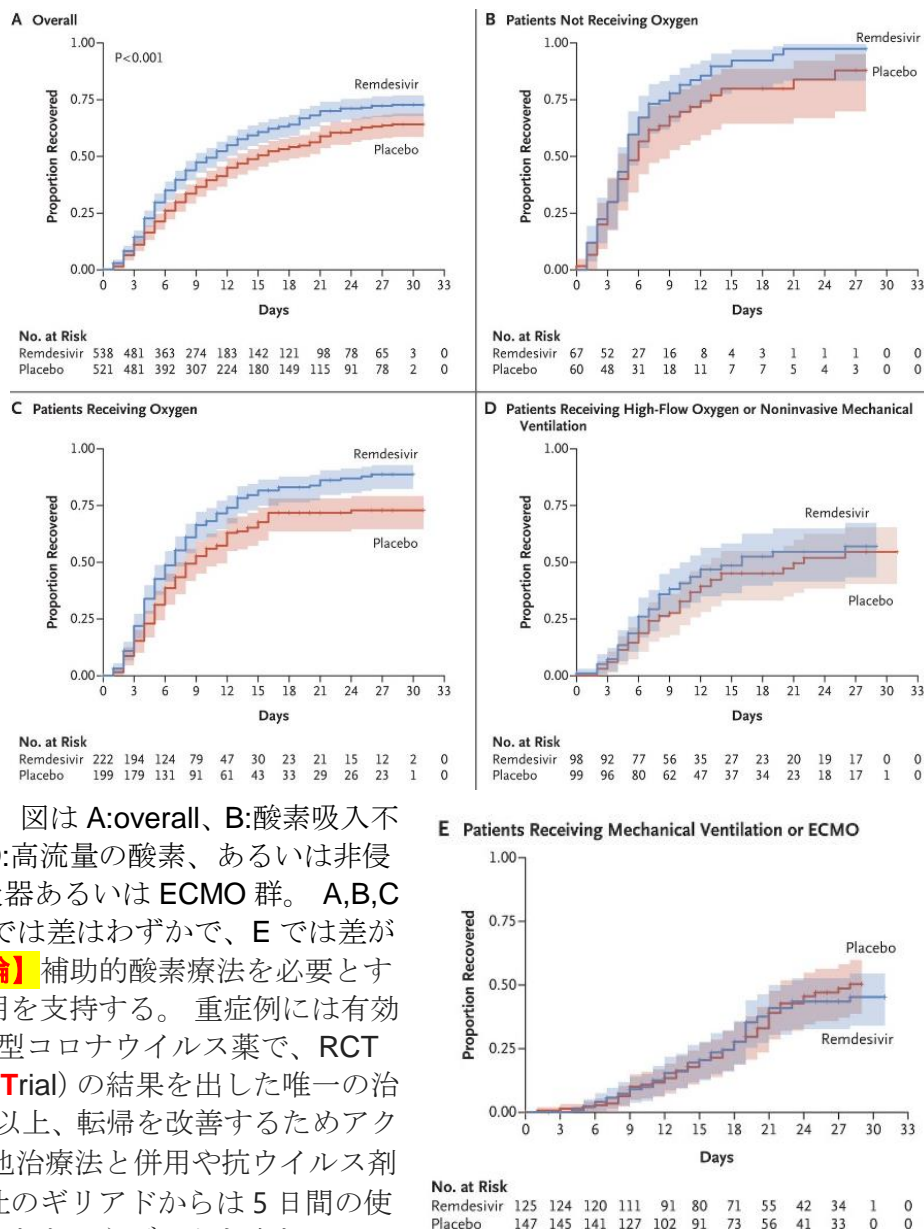 A Overall
P<0.001
Remdesivir
Placebo
Proportion Recovered
1.00
0.75
0.50
0.25
0.00
0 3 6 9 12 15 18 21 24 27 30 33
Days
No. at Risk
Remdesivir 538 481 363 274 183 142 121 98 78 65 3 0
Placebo 521 481 392 307 224 180 149 115 91 78 2 0
B Patients Not Receiving Oxygen
Remdesivir
Placebo
Proportion Recovered
1.00
0.75
0.50
0.25
0.00
0 3 6 9 12 15 18 21 24 27 30 33
Days
No. at Risk
Remdesivir 67 52 27 16 8 4 3 1 1 1 0 0
Placebo 60 48 31 18 11 7 7 5 4 3 0 0
C Patients Receiving Oxygen
Remdesivir
Placebo
Proportion Recovered
1.00
0.75
0.50
0.25
0.00
0 3 6 9 12 15 18 21 24 27 30 33
Days
No. at Risk
Remdesivir 222 194 124 79 47 30 23 21 15 12 2 0
Placebo 199 179 131 91 61 43 33 29 26 23 1 0
D Patients Receiving High-Flow Oxygen or Noninvasive Mechanical
Ventilation
Remdesivir
Placebo
Proportion Recovered
1.00
0.75
0.50
0.25
0.00
0 3 6 9 12 15 18 21 24 27 30 33
Days
No. at Risk
Remdesivir 98 92 77 56 35 27 23 20 19 17 0 0
Placebo 99 96 80 62 47 37 34 23 18 17 1 0
図は A:overall、B:酸素吸入不
:高流量の酸素、あるいは非侵
器あるいは ECMO 群。 A,B,C
では差はわずかで、E では差が
】補助的酸素療法を必要とす
用を支持する。 重症例には有効
型コロナウイルス薬で、RCT
Trial）の結果を出した唯一の治
以上、転帰を改善するためアク
他治療法と併用や抗ウイルス剤
社のギリアドからは 5 日間の使
E Patients Receiving Mechanical Ventilation or ECMO
Placebo
Remdesivir
Proportion Recovered
1.00
0.75
0.50
0.25
0.00
0 3 6 9 12 15 18 21 24 27 30 33
Days
No. at Risk
Remdesivir 125 124 120 111 91 80 71 55 42 34 1 0
Placebo 147 145 141 127 102 91 73 56 41 33 0 0